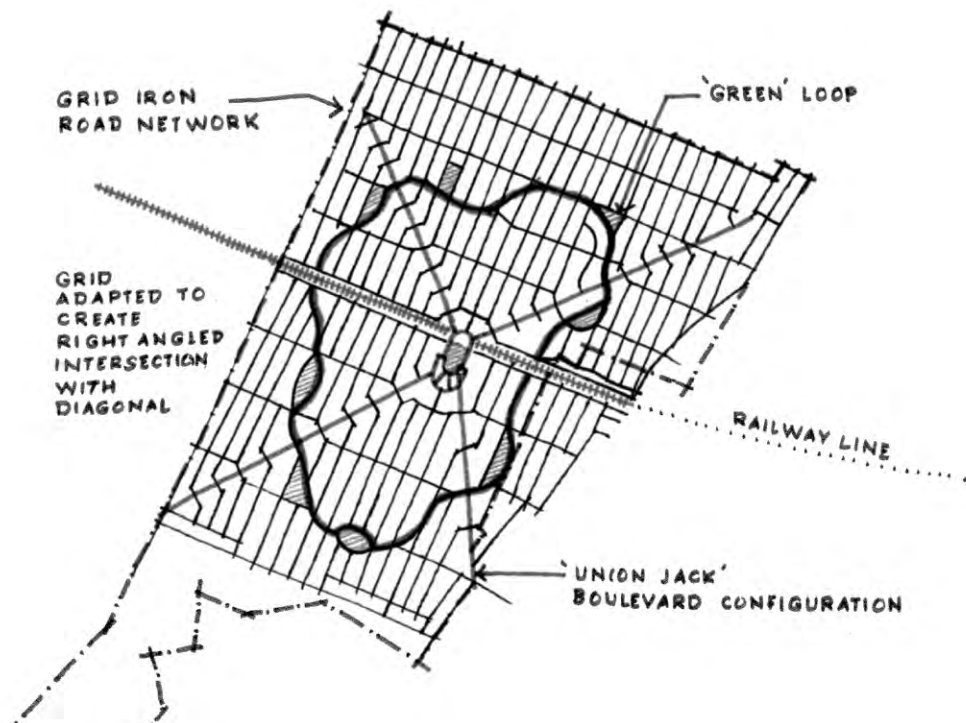 GRID IRON
ROAD NETWORK
'GREEN' LOOP
GRID
ADAPTED TO
CREATE
RIGHT ANGLED
INTERSECTION
WITH
DIAGONAL
RAILWAY LINE
'UNION JACK'
BOULEVARD CONFIGURATION